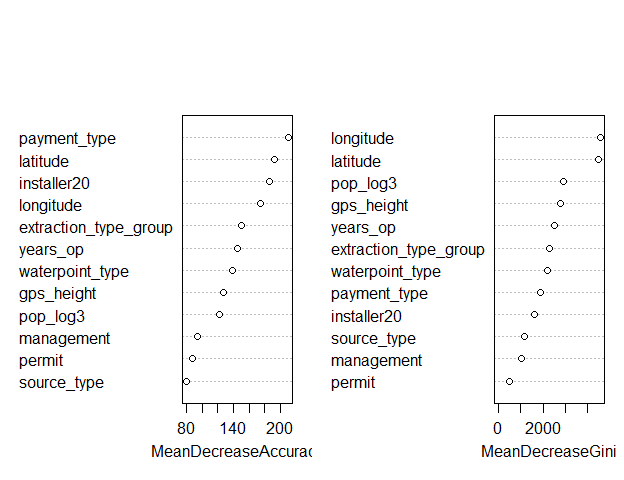 payment_type
latitude
installer20
longitude
extraction_type_group
years_op
waterpoint_type
gps_height
pop_log3
management
permit
source_type
80 140 200
MeanDecreaseAccurac
longitude
latitude
pop_log3
gps_height
years_op
extraction_type_group
waterpoint_type
payment_type
installer20
source_type
management
permit
0 2000
MeanDecreaseGini